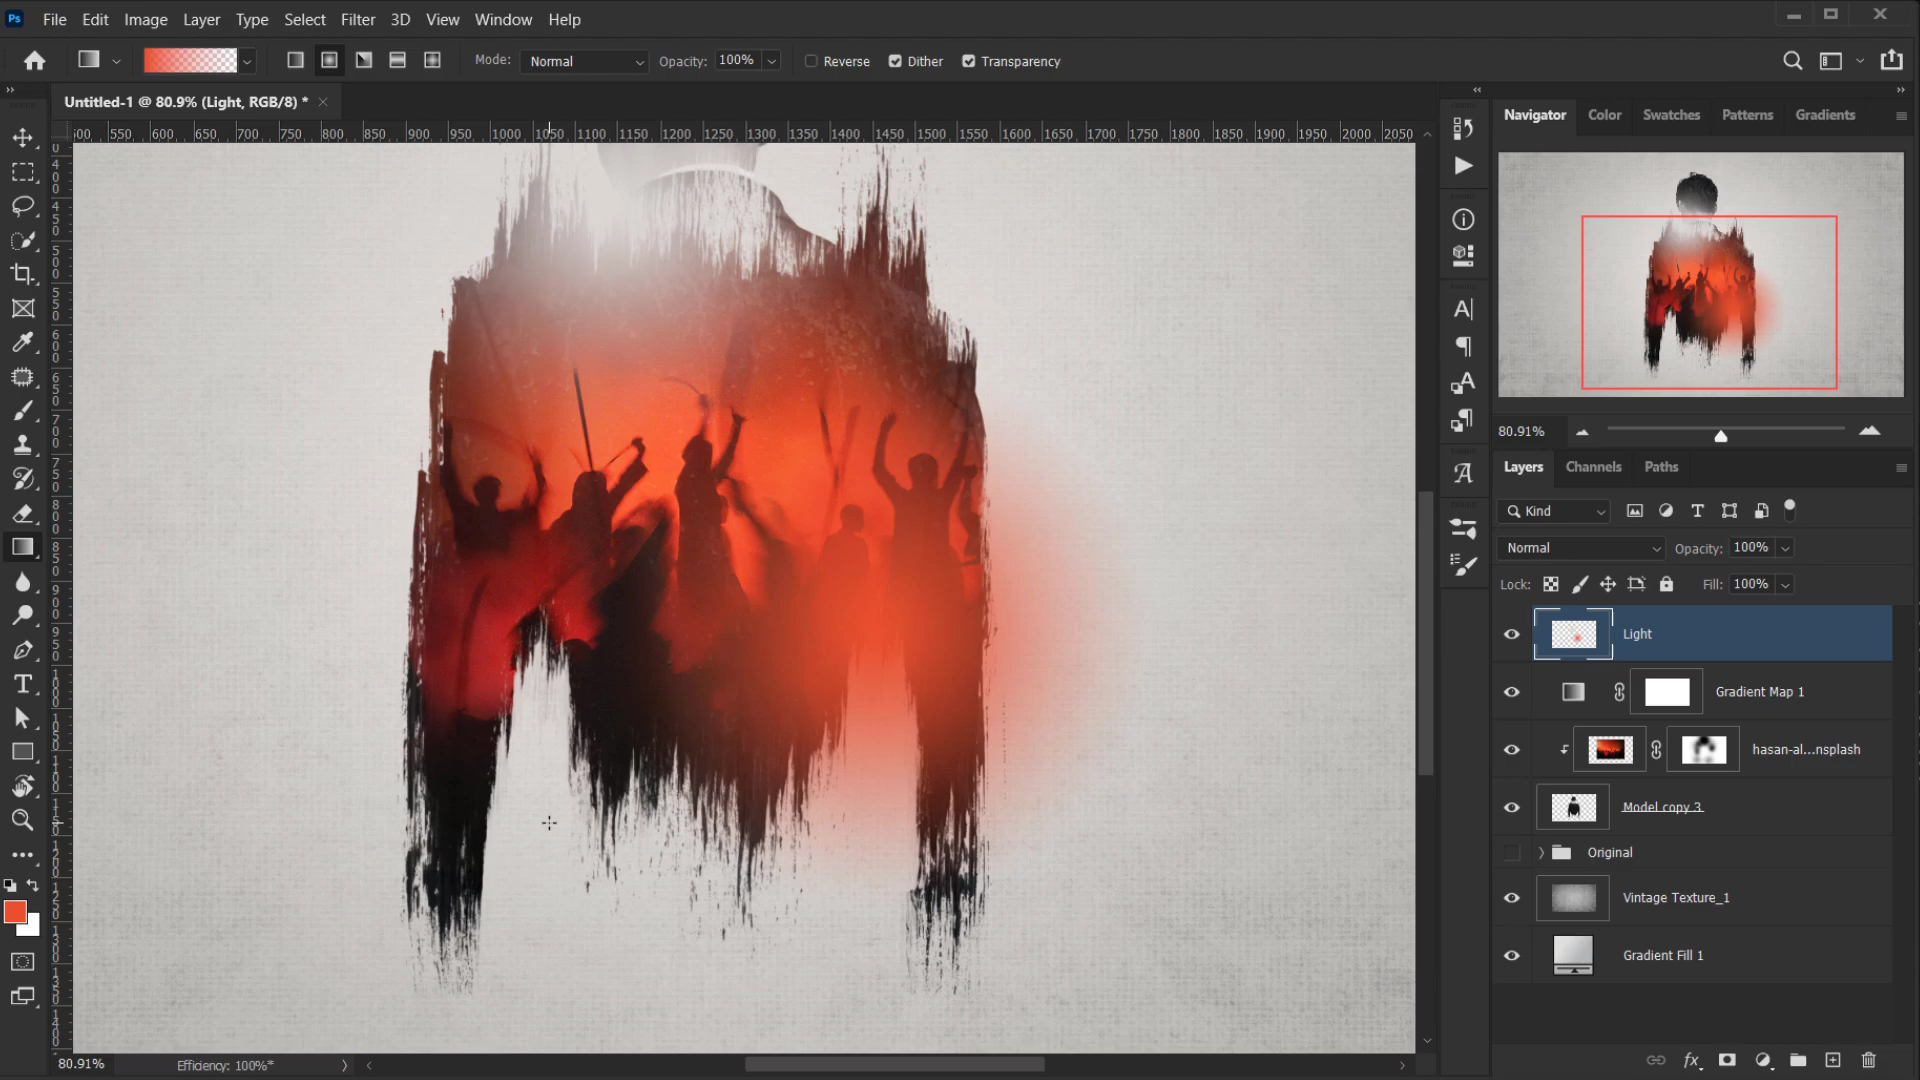 Ps File Edit Image Layer Type Select Filter 3D View Window Help
Mode: Normal Opacity: 100% Reverse Dither Transparency
Untitled-1 @ 80.9% (Light, RGB/8) *
500 550 600 650 700 750 800 850 900 950 1000 1050 1100 1150 1200 1250 1300 1350 1400 1450 1500 1550 1600 1650 1700 1750 1800 1850 1900 1950 2000 2050
Navigator Color Swatches Patterns Gradients
80.91%
Layers Channels Paths
Kind
Normal Opacity: 100%
Lock: Fill: 100%
Light
Gradient Map 1
hasan-al...nsplash
Model copy 3
Original
Vintage Texture_1
Gradient Fill 1
fx
80.91% Efficiency: 100%*